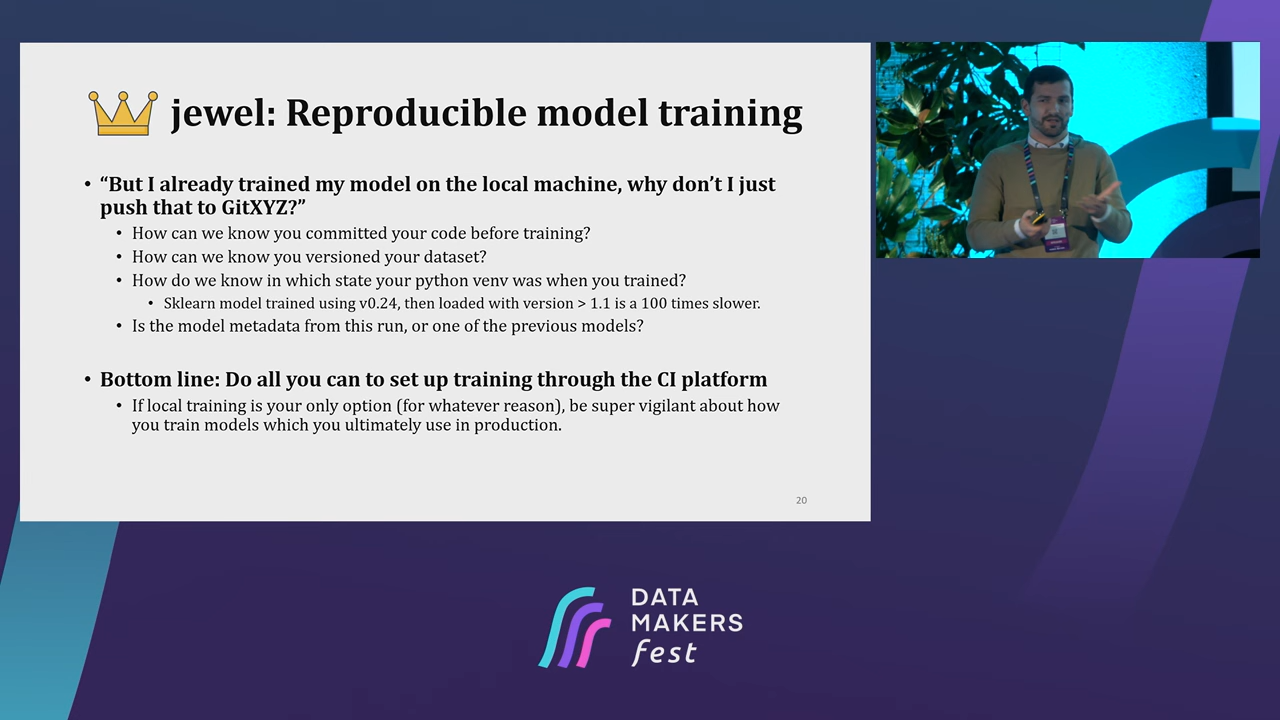 jewel: Reproducible model training
• “But I already trained my model on the local machine, why don’t I just
push that to GitXYZ?”
• How can we know you committed your code before training?
• How can we know you versioned your dataset?
• How do we know in which state your python venv was when you trained?
• Sklearn model trained using v0.24, then loaded with version > 1.1 is a 100 times slower.
• Is the model metadata from this run, or one of the previous models?
• Bottom line: Do all you can to set up training through the CI platform
• If local training is your only option (for whatever reason), be super vigilant about how
you train models which you ultimately use in production.
20
DATA
MAKERS
fest